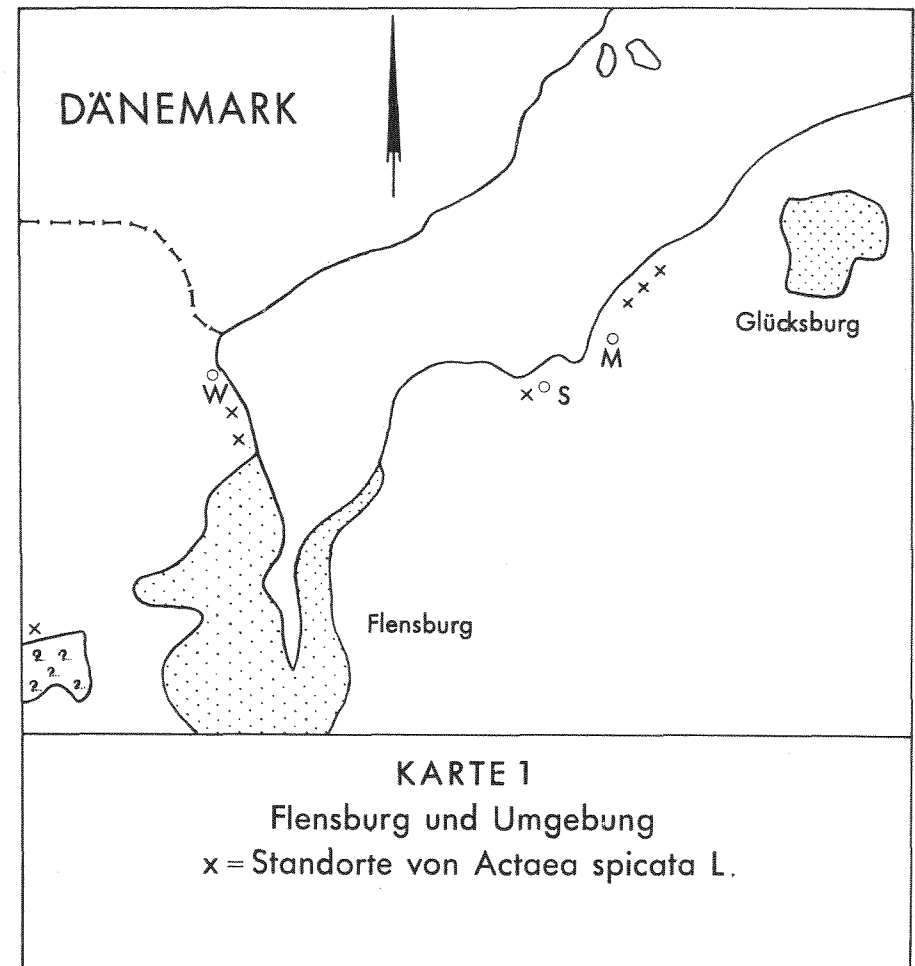 DÄNEMARK
Glücksburg
M
W
x
x
x
x
x
x S
Flensburg
x
KARTE 1
Flensburg und Umgebung
x = Standorte von Actaea spicata L.